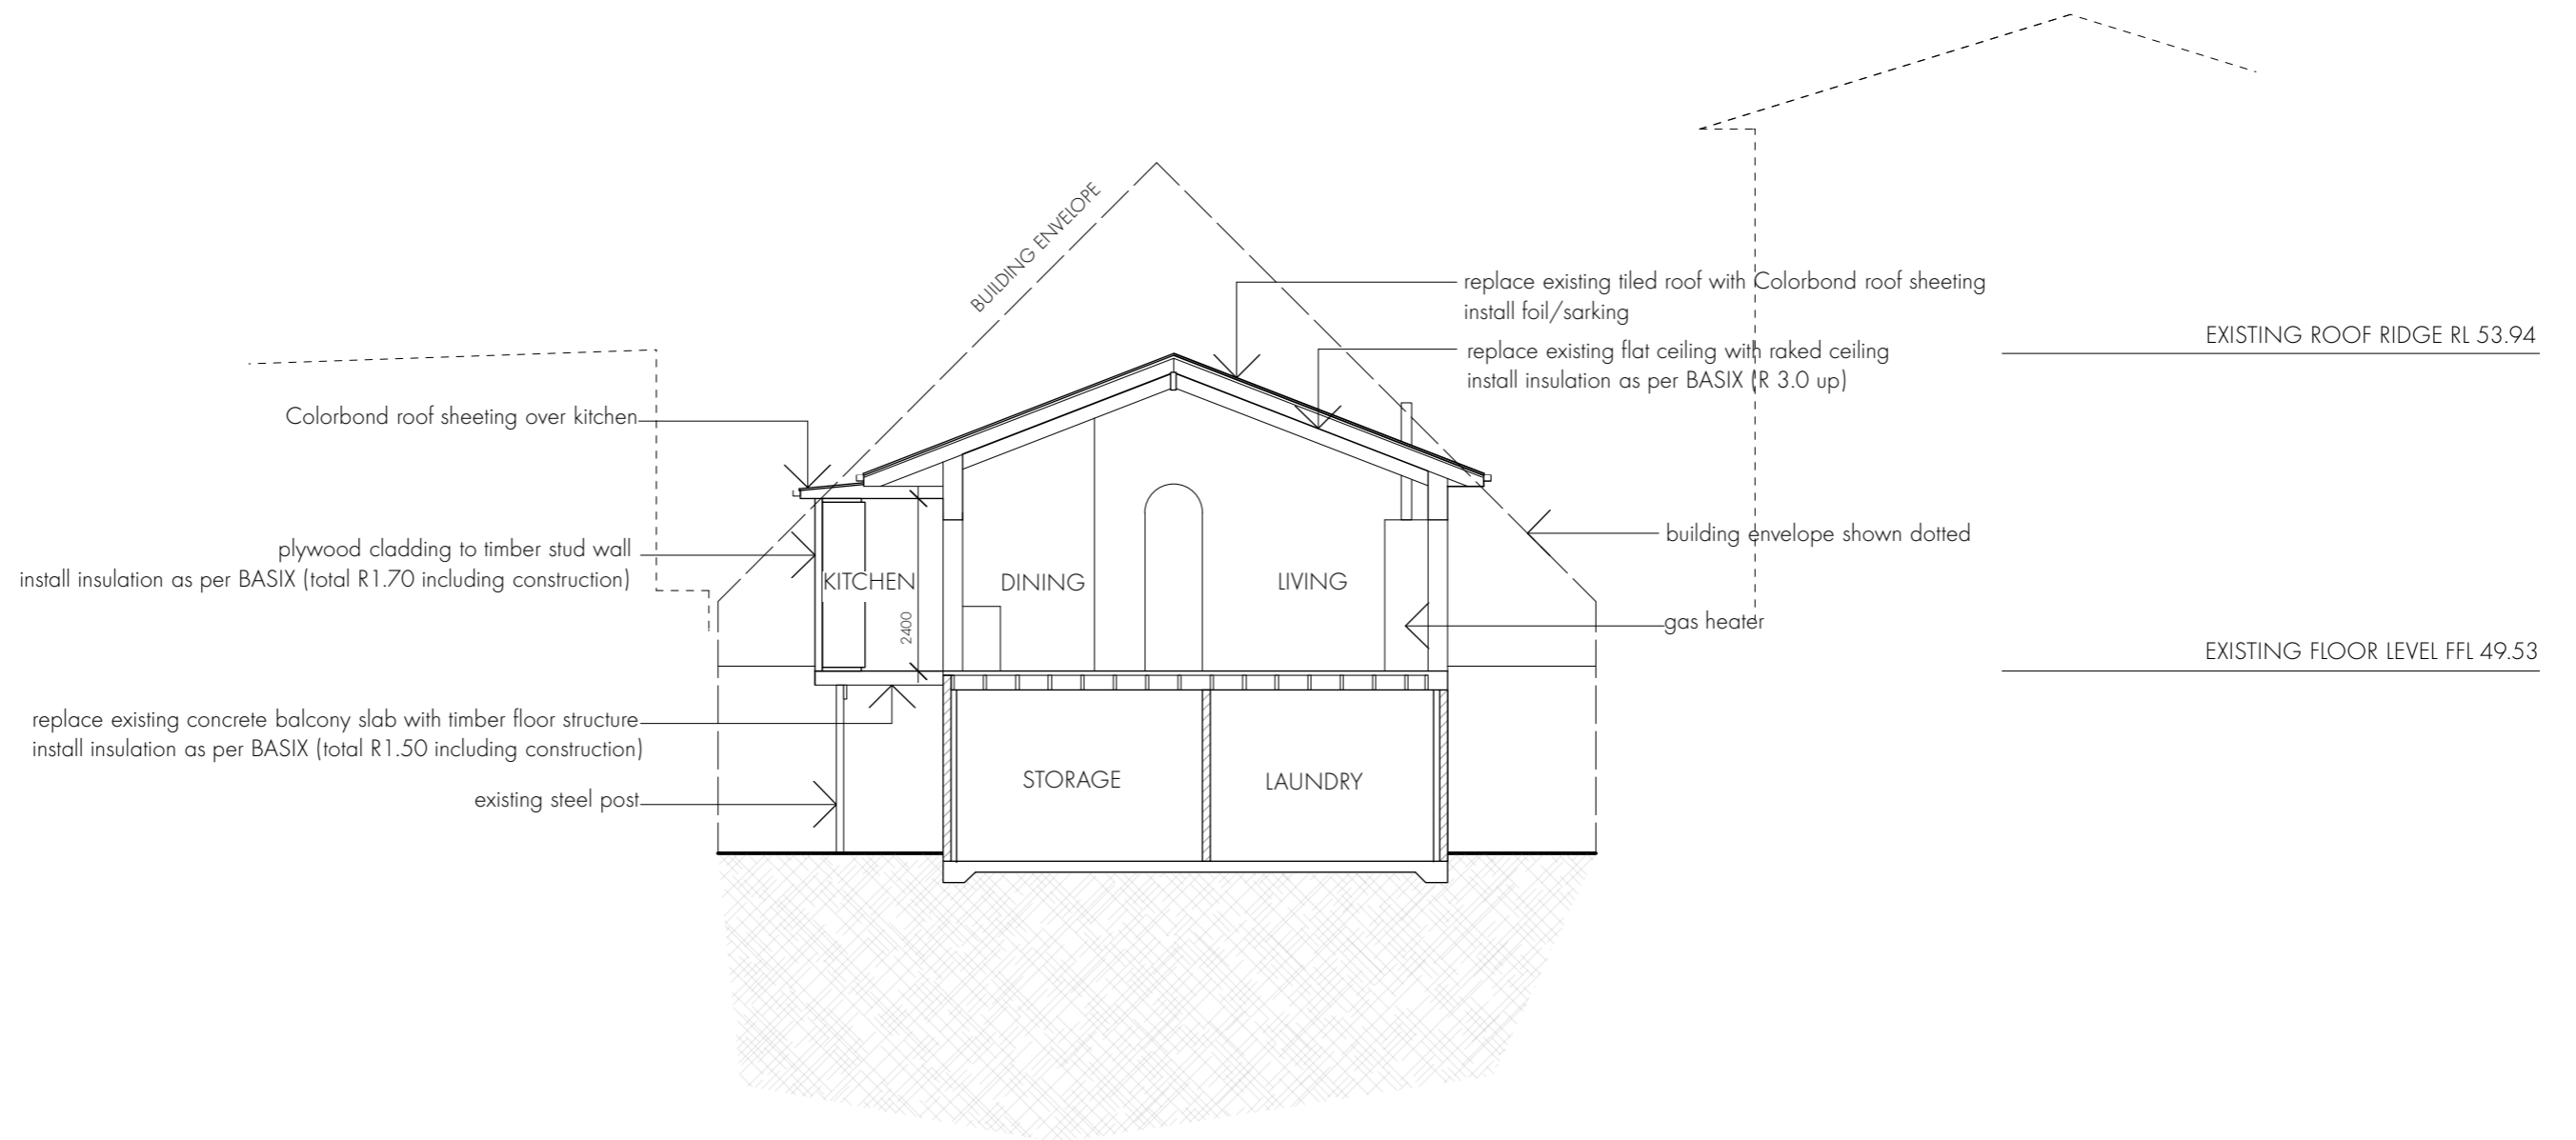 BUILDING ENVELOPE
replace existing tiled roof with Colorbond roof sheeting
install foil/sarking
EXISTING ROOF RIDGE RL 53.94
replace existing flat ceiling with raked ceiling
install insulation as per BASIX (R 3.0 up)
Colorbond roof sheeting over kitchen
building envelope shown dotted
plywood cladding to timber stud wall
install insulation as per BASIX (total R1.70 including construction)
KITCHEN
DINING
LIVING
2400
gas heater
EXISTING FLOOR LEVEL FFL 49.53
replace existing concrete balcony slab with timber floor structure
install insulation as per BASIX (total R1.50 including construction)
STORAGE
LAUNDRY
existing steel post